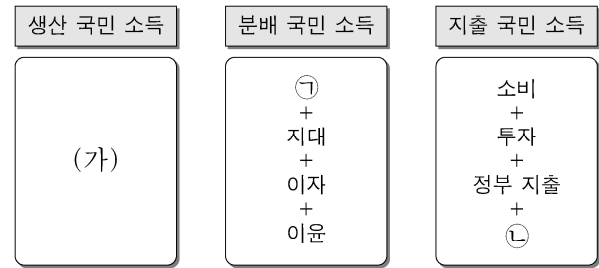 생산 국민 소득
분배 국민 소득
지출 국민 소득
(가)
㉠
+
지대
+
이자
+
이윤
소비
+
투자
+
정부 지출
+
㉡